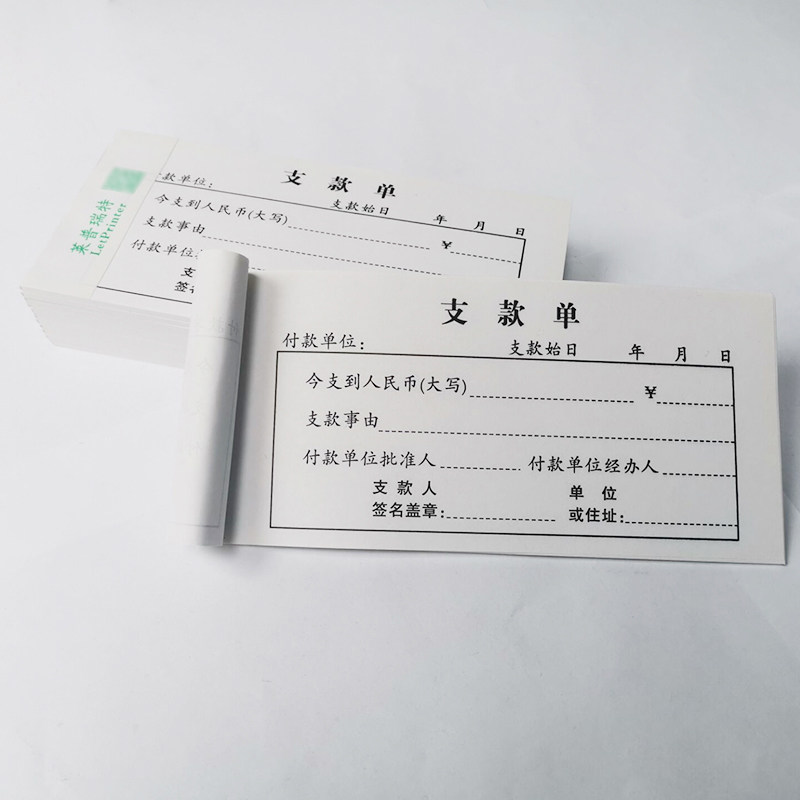 莱普瑞特
LetPrinter
支款单
款单位： 支款始日 年 月 日
今支到人民币(大写) ¥
支款事由
付款单位
支
签
支款单
付款单位： 支款始日 年 月 日
今支到人民币(大写) ¥
支款事由
付款单位批准人 付款单位经办人
支款人 单位
签名盖章： 或住址：